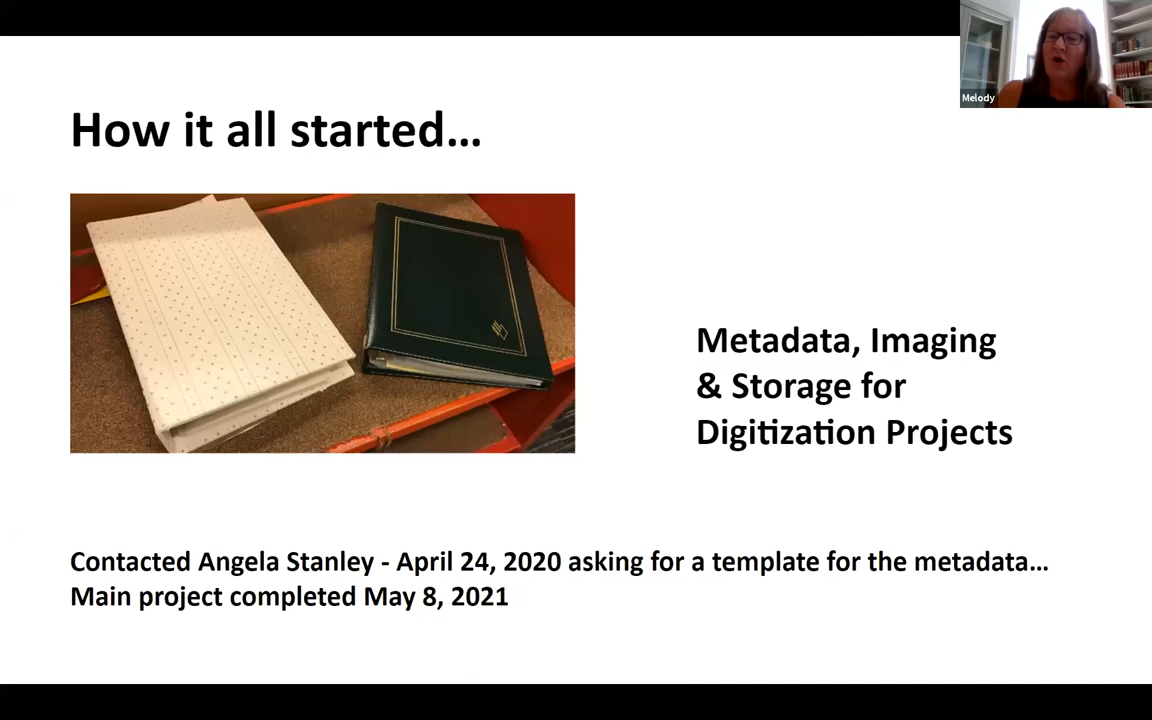 Melody
How it all started...
Metadata, Imaging
& Storage for
Digitization Projects
Contacted Angela Stanley - April 24, 2020 asking for a template for the metadata...
Main project completed May 8, 2021